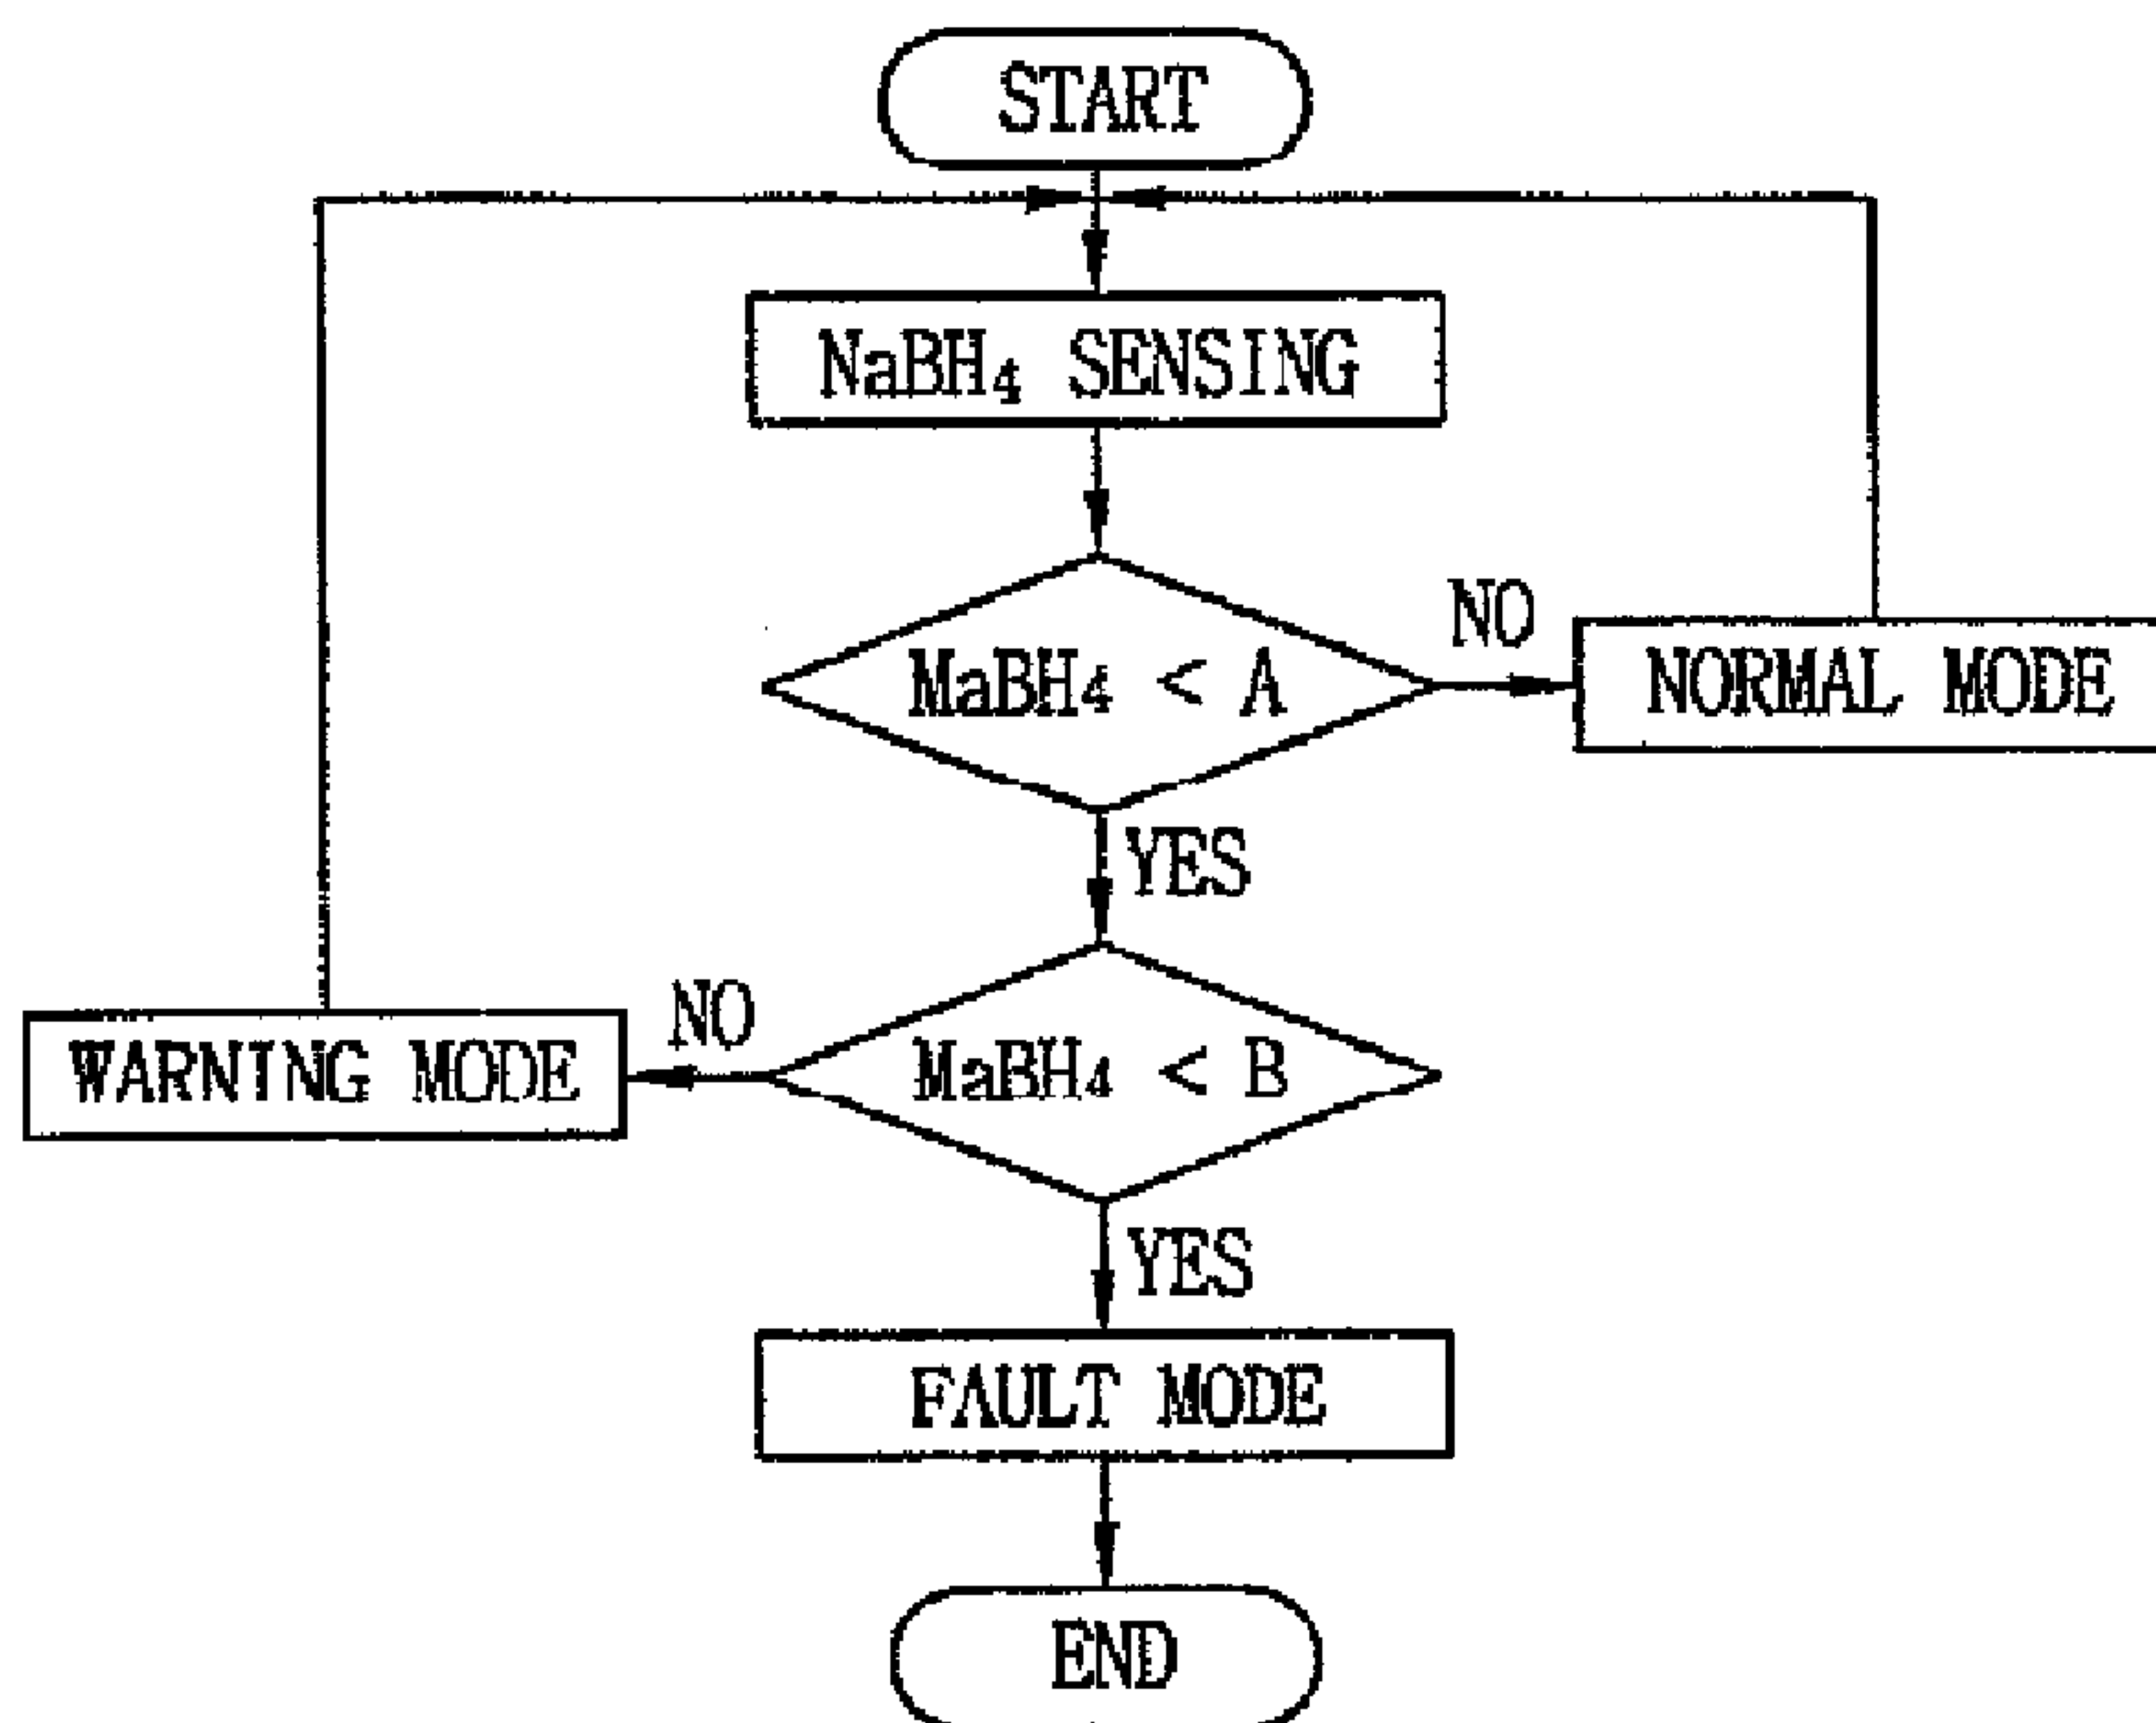 START
NaBH₄ SENSING
MaBH₄ < A
NO
NORMAL MODE
YES
NO
WARNING MODE
MaBH₄ < B
YES
FAULT MODE
END